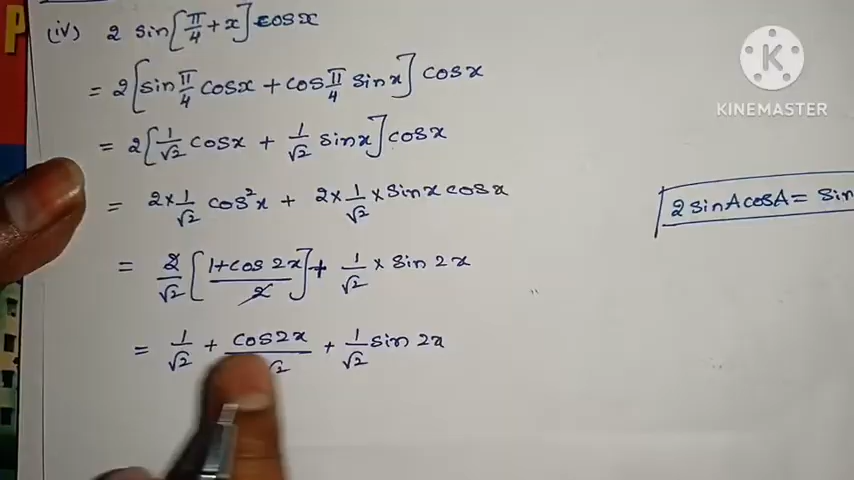 (iv) 2 sin[π/4 + x] cos x
= 2[sin π/4 cos x + cos π/4 sin x] cos x
= 2[1/√2 cos x + 1/√2 sin x] cos x
= 2 × 1/√2 cos² x + 2 × 1/√2 × sin x cos x
2 sin A cos A = sin
= 2/√2 [1 + cos 2x / 2] + 1/√2 × sin 2x
= 1/√2 + cos 2x / √2 + 1/√2 sin 2x
K
KINEMASTER
P